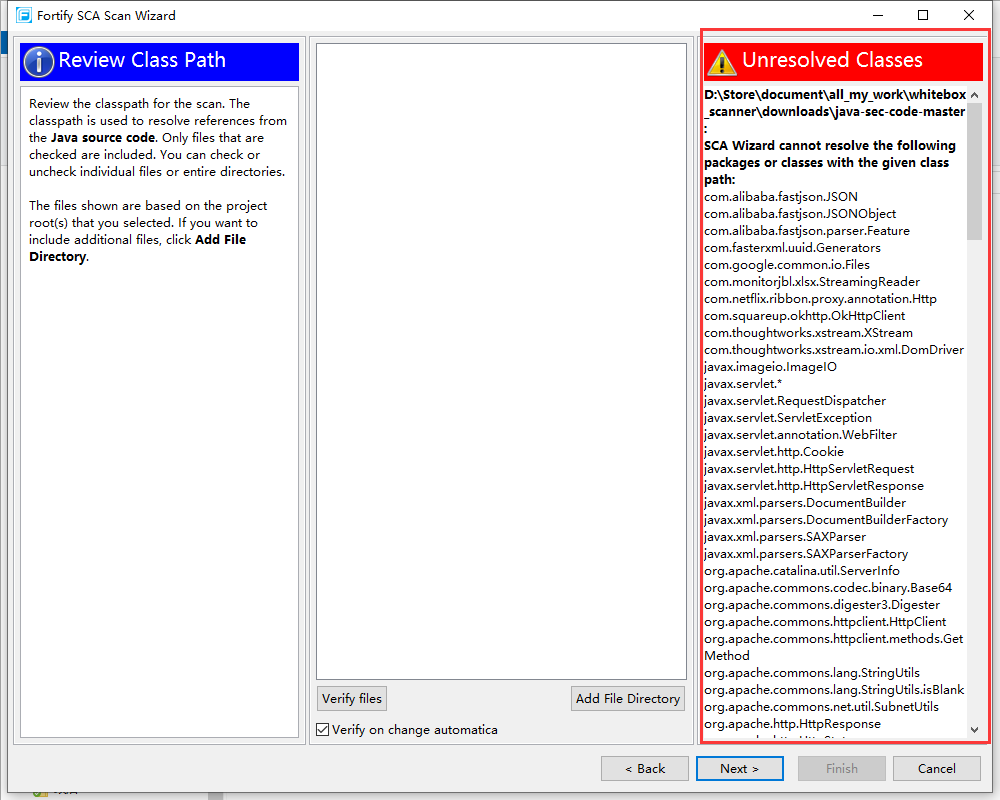 Fortify SCA Scan Wizard
Review Class Path
Review the classpath for the scan. The
classpath is used to resolve references from
the Java source code. Only files that are
checked are included. You can check or
uncheck individual files or entire directories.
The files shown are based on the project
root(s) that you selected. If you want to
include additional files, click Add File
Directory.
Verify files
Add File Directory
Verify on change automatica
Unresolved Classes
D:\Store\document\all_my_work\whitebox
_scanner\downloads\java-sec-code-master
:
SCA Wizard cannot resolve the following
packages or classes with the given class
path:
com.alibaba.fastjson.JSON
com.alibaba.fastjson.JSONObject
com.alibaba.fastjson.parser.Feature
com.fasterxml.uuid.Generators
com.google.common.io.Files
com.monitorjbl.xlsx.StreamingReader
com.netflix.ribbon.proxy.annotation.Http
com.squareup.okhttp.OkHttpClient
com.thoughtworks.xstream.XStream
com.thoughtworks.xstream.io.xml.DomDriver
javax.imageio.ImageIO
javax.servlet.*
javax.servlet.RequestDispatcher
javax.servlet.ServletException
javax.servlet.annotation.WebFilter
javax.servlet.http.Cookie
javax.servlet.http.HttpServletRequest
javax.servlet.http.HttpServletResponse
javax.xml.parsers.DocumentBuilder
javax.xml.parsers.DocumentBuilderFactory
javax.xml.parsers.SAXParser
javax.xml.parsers.SAXParserFactory
org.apache.catalina.util.ServerInfo
org.apache.commons.codec.binary.Base64
org.apache.commons.digester3.Digester
org.apache.commons.httpclient.HttpClient
org.apache.commons.httpclient.methods.Get
Method
org.apache.commons.lang.StringUtils
org.apache.commons.lang.StringUtils.isBlank
org.apache.commons.net.util.SubnetUtils
org.apache.http.HttpResponse
< Back
Next >
Finish
Cancel